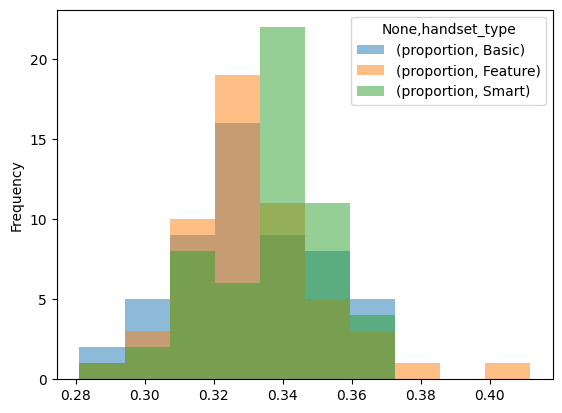 None,handset_type
(proportion, Basic)
(proportion, Feature)
(proportion, Smart)
Frequency
20
15
10
5
0
0.28 0.30 0.32 0.34 0.36 0.38 0.40